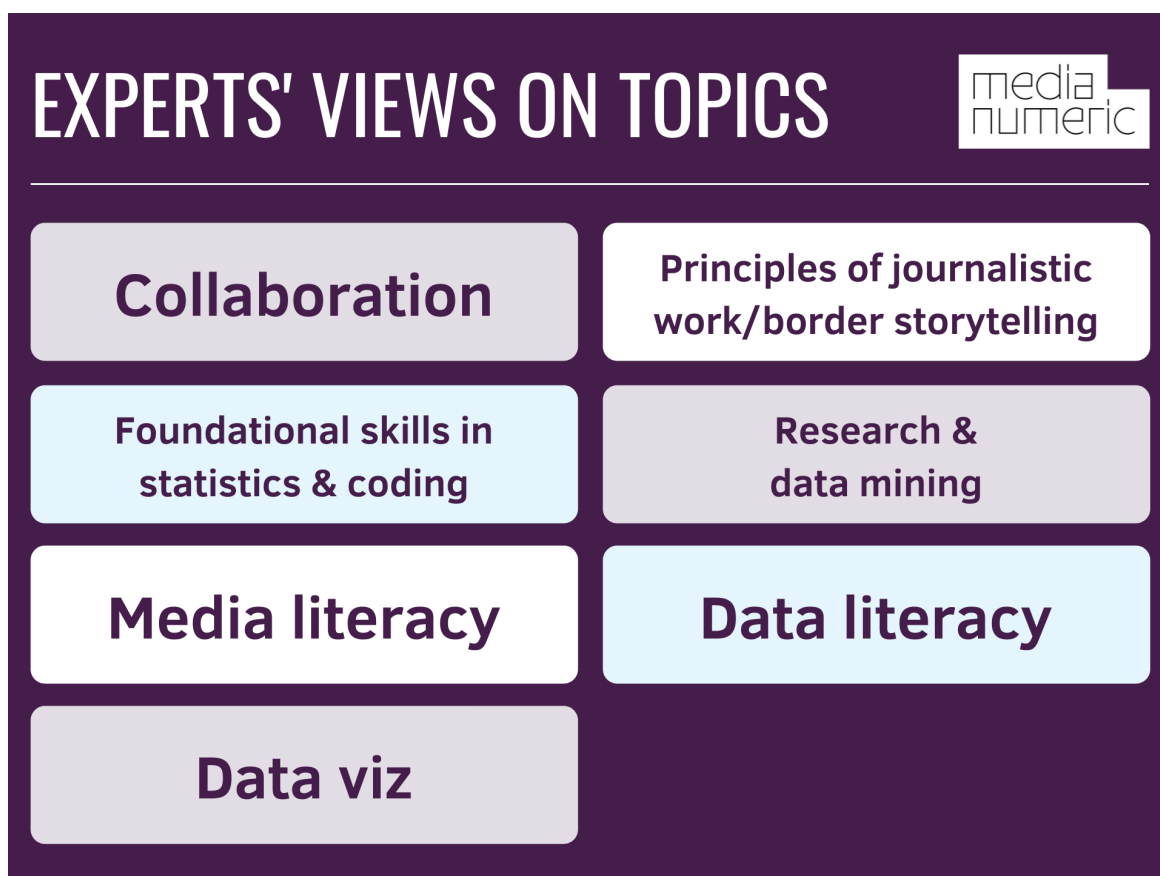 EXPERTS' VIEWS ON TOPICS
media
numeric
Collaboration
Principles of journalistic
work/border storytelling
Foundational skills in
statistics & coding
Research &
data mining
Media literacy
Data literacy
Data viz